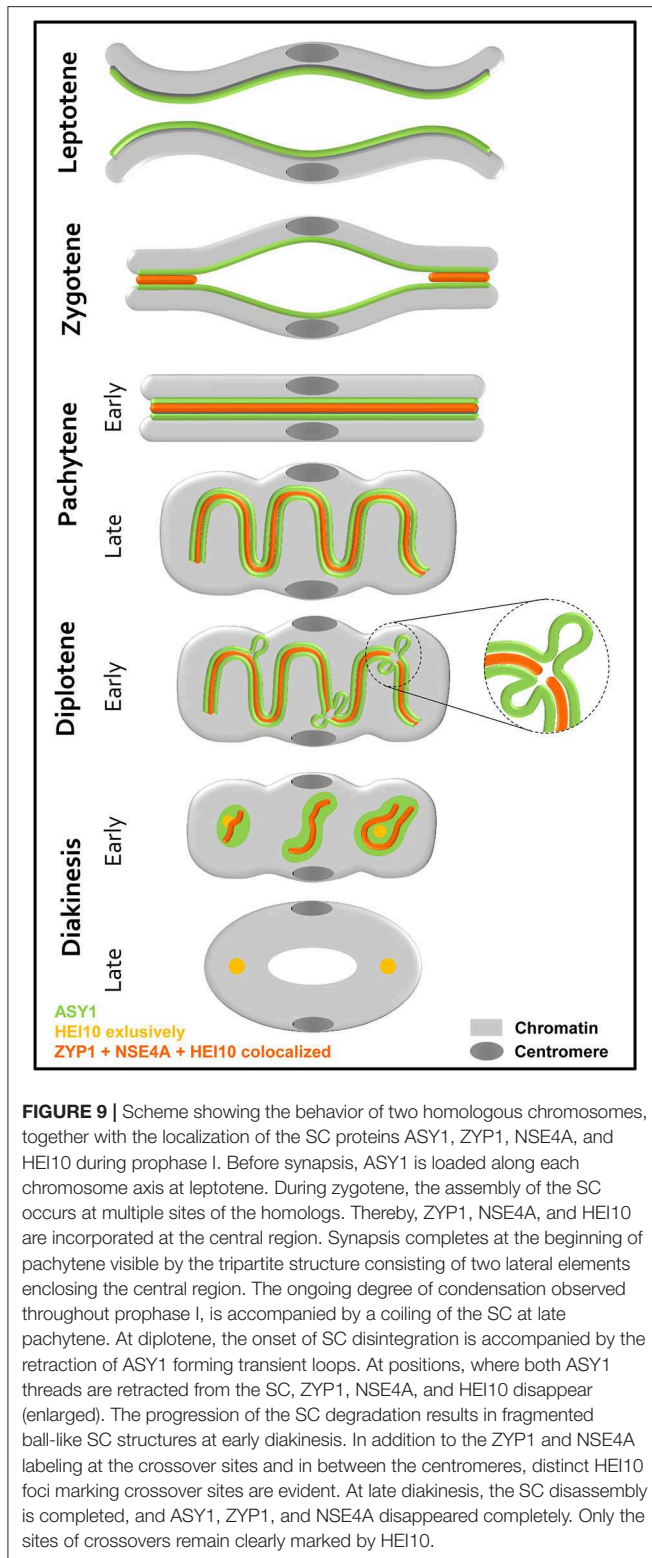 Leptotene
Zygotene
Pachytene
Early
Late
Diplotene
Early
Diakinesis
Early
Late
ASY1
HEI10 exlusively
ZYP1 + NSE4A + HEI10 colocalized
Chromatin
Centromere
FIGURE 9 | Scheme showing the behavior of two homologous chromosomes,
together with the localization of the SC proteins ASY1, ZYP1, NSE4A, and
HEI10 during prophase I. Before synapsis, ASY1 is loaded along each
chromosome axis at leptotene. During zygotene, the assembly of the SC
occurs at multiple sites of the homologs. Thereby, ZYP1, NSE4A, and HEI10
are incorporated at the central region. Synapsis completes at the beginning of
pachytene visible by the tripartite structure consisting of two lateral elements
enclosing the central region. The ongoing degree of condensation observed
throughout prophase I, is accompanied by a coiling of the SC at late
pachytene. At diplotene, the onset of SC disintegration is accompanied by the
retraction of ASY1 forming transient loops. At positions, where both ASY1
threads are retracted from the SC, ZYP1, NSE4A, and HEI10 disappear
(enlarged). The progression of the SC degradation results in fragmented
ball-like SC structures at early diakinesis. In addition to the ZYP1 and NSE4A
labeling at the crossover sites and in between the centromeres, distinct HEI10
foci marking crossover sites are evident. At late diakinesis, the SC disassembly
is completed, and ASY1, ZYP1, and NSE4A disappeared completely. Only the
sites of crossovers remain clearly marked by HEI10.